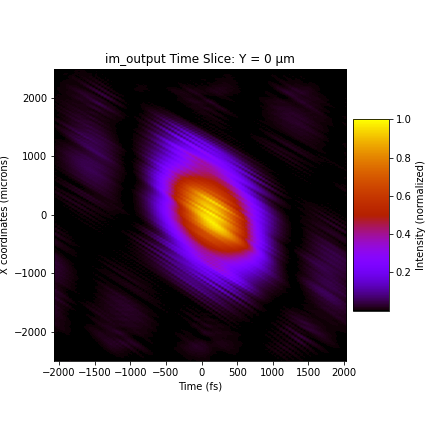 im_output Time Slice: Y = 0 μm
X coordinates (microns)
2000
1000
0
−1000
−2000
−2000 −1500 −1000 −500 0 500 1000 1500 2000
Time (fs)
1.0
0.8
0.6
0.4
0.2
Intensity (normalized)